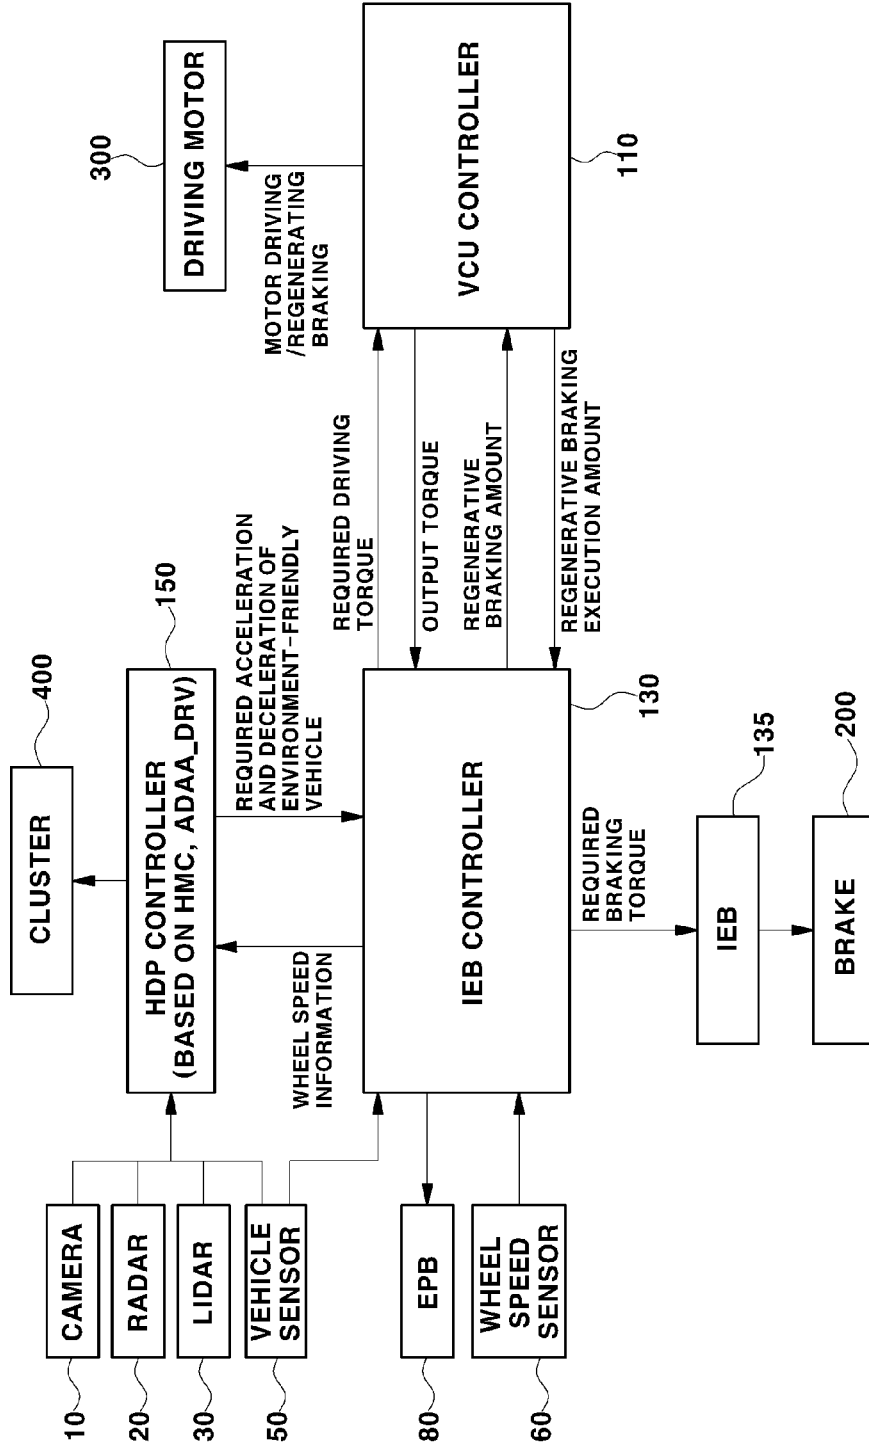 400
CLUSTER
150
HDP CONTROLLER
(BASED ON HMC, ADAA_DRV)
300
DRIVING MOTOR
10
CAMERA
20
RADAR
30
LIDAR
50
VEHICLE
SENSOR
WHEEL SPEED
INFORMATION
REQUIRED ACCELERATION
AND DECELERATION OF
ENVIRONMENT-FRIENDLY
VEHICLE
MOTOR DRIVING
/REGENERATING
BRAKING
REQUIRED DRIVING
TORQUE
OUTPUT TORQUE
REGENERATIVE
BRAKING AMOUNT
REGENERATIVE BRAKING
EXECUTION AMOUNT
80
EPB
60
WHEEL
SPEED
SENSOR
IEB CONTROLLER
130
VCU CONTROLLER
110
REQUIRED
BRAKING
TORQUE
135
IEB
200
BRAKE